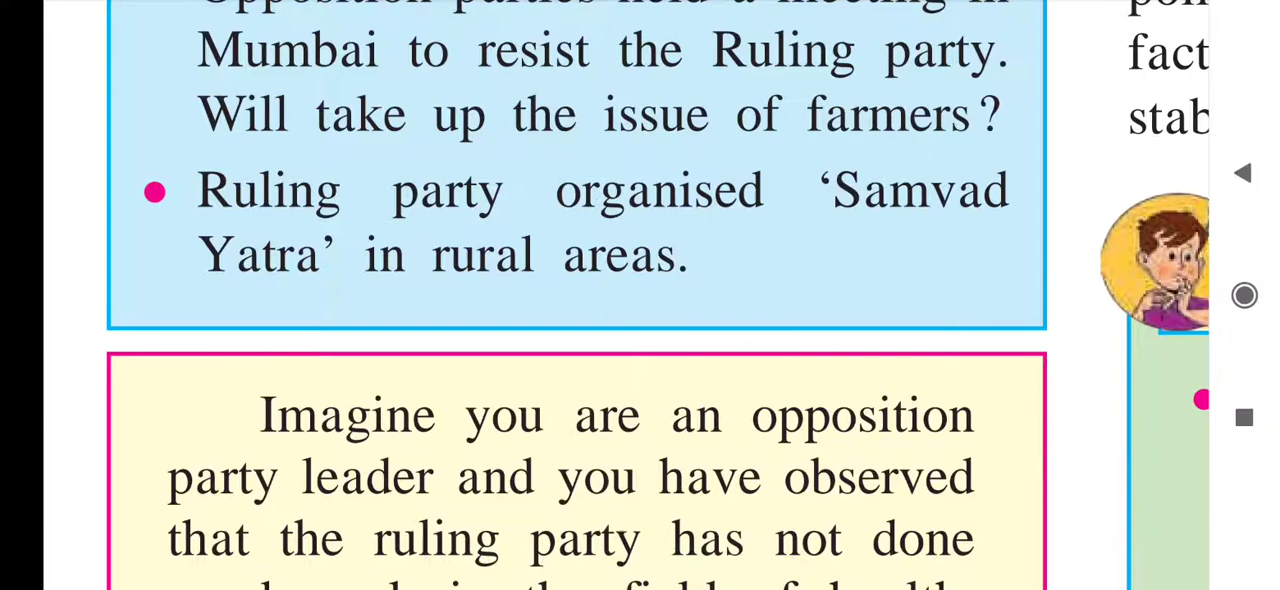 Mumbai to resist the Ruling party.
Will take up the issue of farmers?
Ruling party organised ‘Samvad
Yatra’ in rural areas.
Imagine you are an opposition
party leader and you have observed
that the ruling party has not done
fact
stab